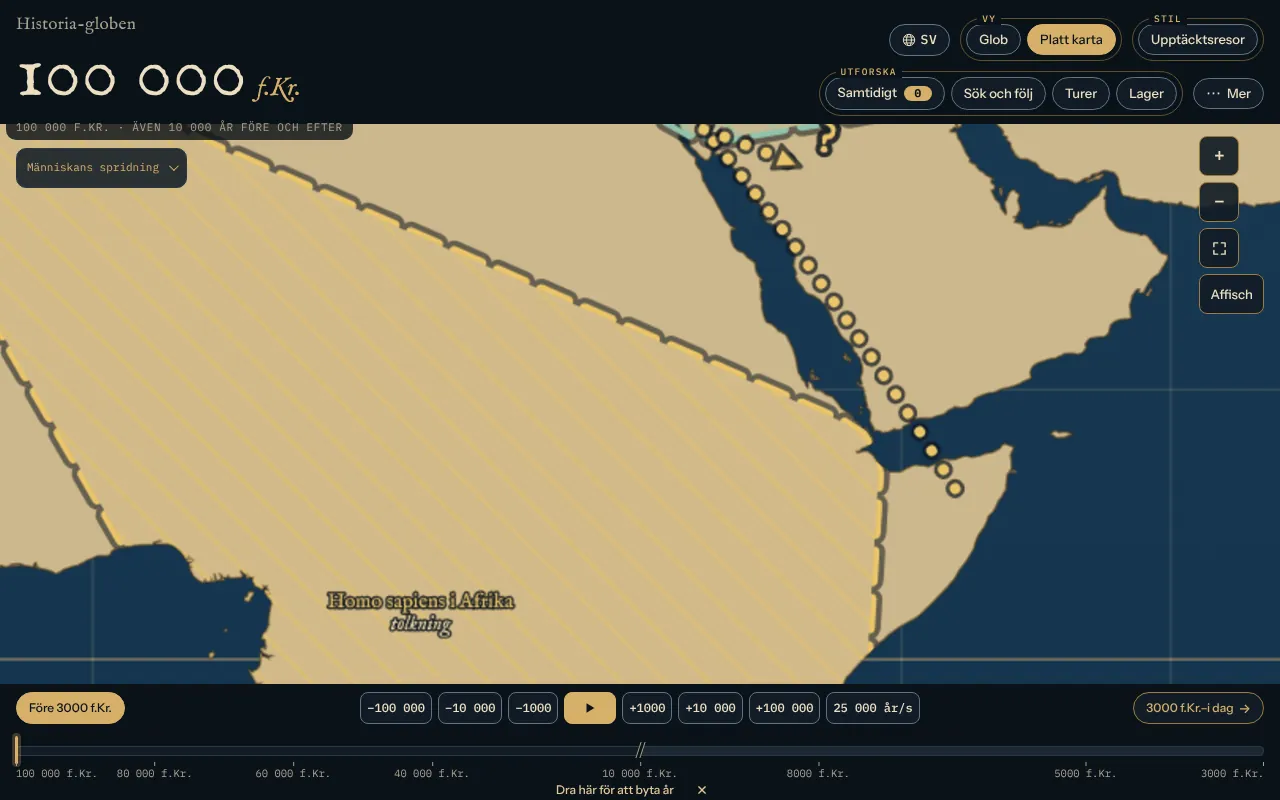 Historia-globen
100 000 f.Kr.
SV
VY
Glob
Platt karta
STIL
Upptäcktsresor
UTFORSKA
Samtidigt 0
Sök och följ
Turer
Lager
··· Mer
100 000 F.KR. · ÄVEN 10 000 ÅR FÖRE OCH EFTER
Människans spridning
+
−
Affisch
Homo sapiens i Afrika
tolkning
Före 3000 f.Kr.
−100 000
−10 000
−1000
+1000
+10 000
+100 000
25 000 år/s
3000 f.Kr.–i dag →
//
100 000 f.Kr.
80 000 f.Kr.
60 000 f.Kr.
40 000 f.Kr.
10 000 f.Kr.
8000 f.Kr.
5000 f.Kr.
3000 f.Kr.
Dra här för att byta år ×